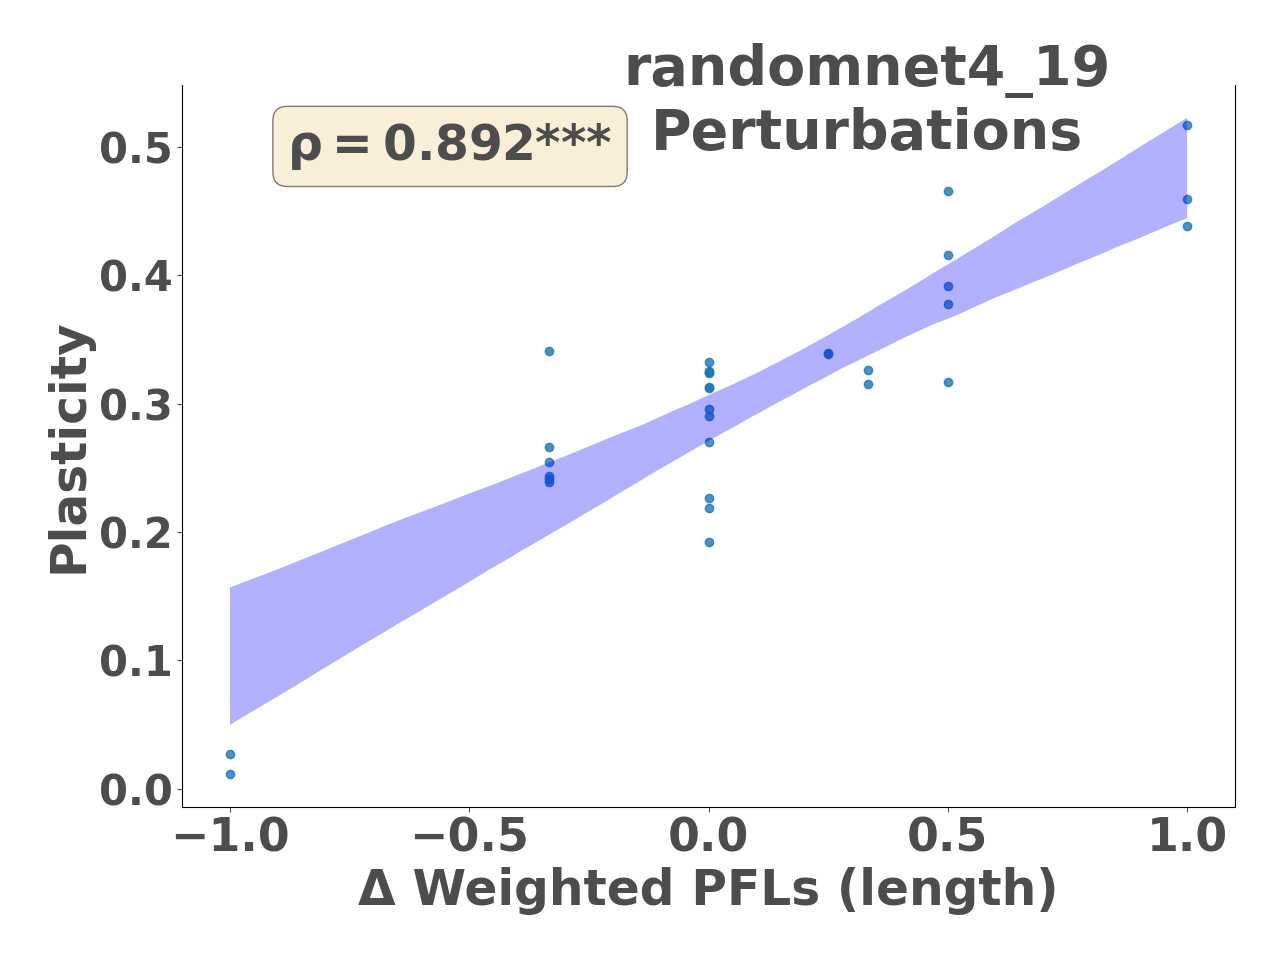 randomnet4_19
Perturbations
ρ = 0.892***
Plasticity
0.5
0.4
0.3
0.2
0.1
0.0
−1.0 −0.5 0.0 0.5 1.0
Δ Weighted PFLs (length)